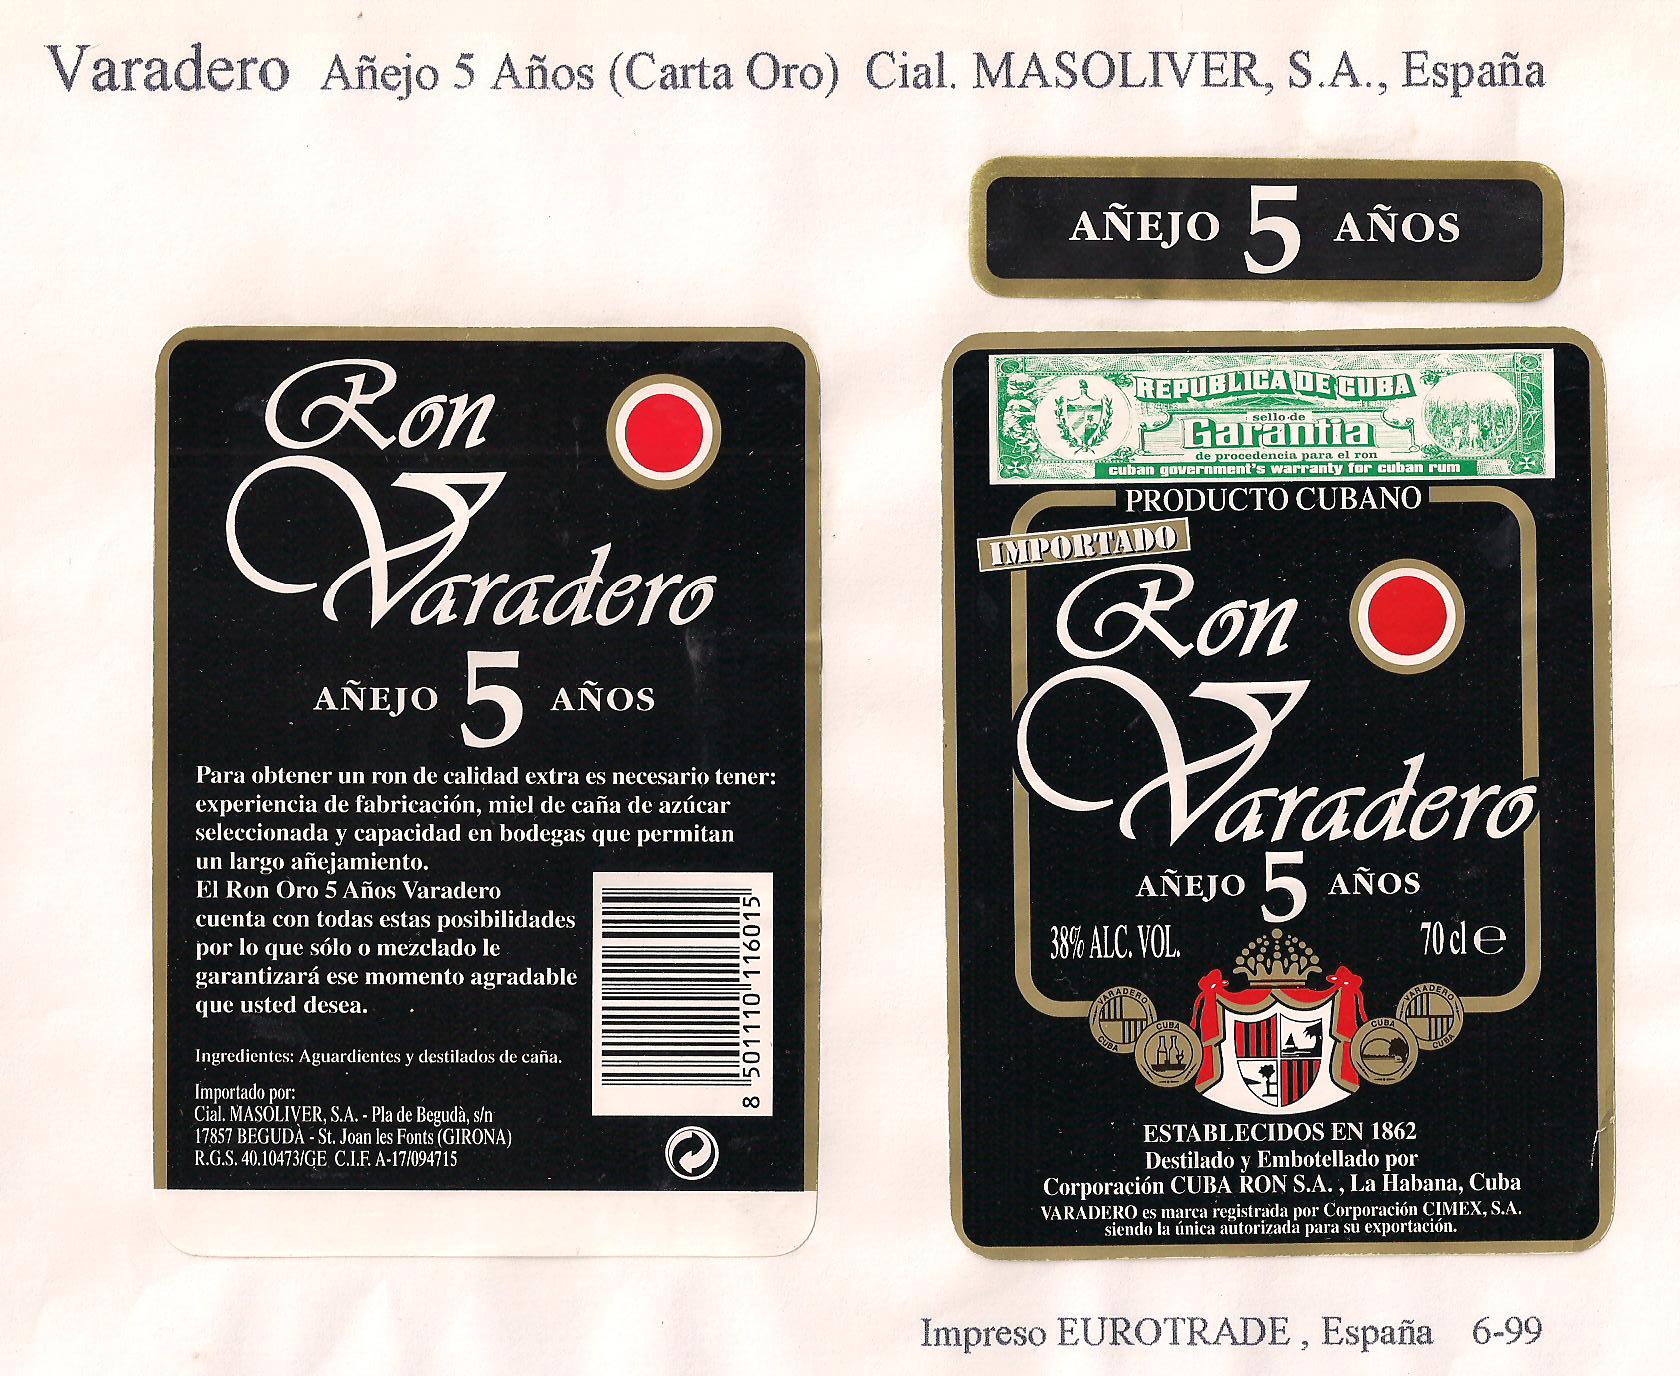 Varadero Añejo 5 Años (Carta Oro) Cial. MASOLIVER, S.A., España
AÑEJO 5 AÑOS
Ron
Varadero
AÑEJO 5 AÑOS
Para obtener un ron de calidad extra es necesario tener:
experiencia de fabricación, miel de caña de azúcar
seleccionada y capacidad en bodegas que permitan
un largo añejamiento.
El Ron Oro 5 Años Varadero
cuenta con todas estas posibilidades
por lo que sólo o mezclado le
garantizará ese momento agradable
que usted desea.
Ingredientes: Aguardientes y destilados de caña.
Importado por:
Cial. MASOLIVER, S.A. - Pla de Begudà, s/n
17857 BEGUDÀ - St. Joan les Fonts (GIRONA)
R.G.S. 40.10473/GE C.I.F. A-17/094715
8 501110 116015
REPUBLICA DE CUBA
sello de
Garantia
de procedencia para el ron
cuban government's warranty for cuban rum
PRODUCTO CUBANO
IMPORTADO
Ron
Varadero
AÑEJO 5 AÑOS
38% ALC. VOL. 70 cl e
VARADERO
CUBA
CUBA
CUBA
VARADERO
CUBA
ESTABLECIDOS EN 1862
Destilado y Embotellado por
Corporación CUBA RON S.A. , La Habana, Cuba
VARADERO es marca registrada por Corporación CIMEX, S.A.
siendo la única autorizada para su exportación.
Impreso EUROTRADE , España 6-99